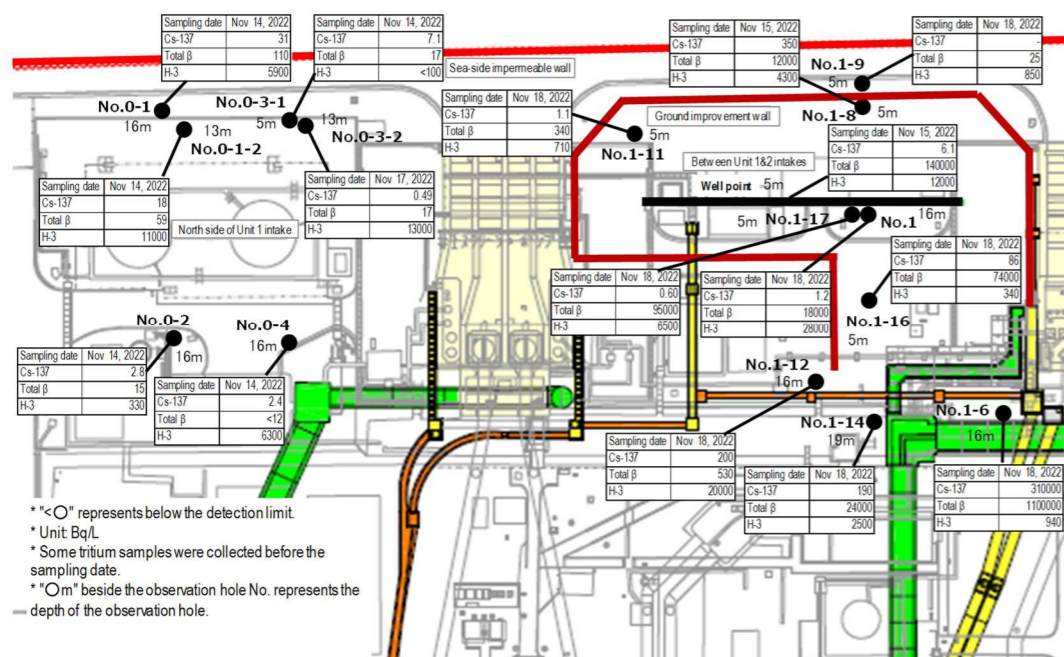 Sampling date Nov 14, 2022
Cs-137 31
Total β 110
H-3 5900
Sampling date Nov 14, 2022
Cs-137 7.1
Total β 17
H-3 <100
Sampling date Nov 15, 2022
Cs-137 350
Total β 12000
H-3 4300
Sampling date Nov 18, 2022
Cs-137
Total β 25
H-3 850
Sea-side impermeable wall
No.1-9
5m
No.0-1
16m
No.0-3-1
5m
13m
No.0-3-2
13m
No.0-1-2
Sampling date Nov 18, 2022
Cs-137 1.1
Total β 340
H-3 710
5m
No.1-11
Ground improvement wall
No.1-8
5m
Sampling date Nov 15, 2022
Cs-137 6.1
Total β 140000
H-3 12000
Between Unit 1&2 intakes
Well point 5m
Sampling date Nov 14, 2022
Cs-137 18
Total β 59
H-3 11000
North side of Unit 1 intake
Sampling date Nov 17, 2022
Cs-137 0.49
Total β 17
H-3 13000
5m
No.1-17
No.1
16m
Sampling date Nov 18, 2022
Cs-137 86
Total β 74000
H-3 340
Sampling date Nov 18, 2022
Cs-137 0.60
Total β 95000
H-3 6500
Sampling date Nov 18, 2022
Cs-137 1.2
Total β 18000
H-3 28000
No.1-16
5m
No.0-2
16m
No.0-4
16m
Sampling date Nov 14, 2022
Cs-137 2.8
Total β 15
H-3 330
Sampling date Nov 14, 2022
Cs-137 2.4
Total β <12
H-3 6300
No.1-12
16m
No.1-14
19m
No.1-6
16m
Sampling date Nov 18, 2022
Cs-137 200
Total β 530
H-3 20000
Sampling date Nov 18, 2022
Cs-137 190
Total β 24000
H-3 2500
Sampling date Nov 18, 2022
Cs-137 310000
Total β 1100000
H-3 940
* "<○" represents below the detection limit.
* Unit: Bq/L
* Some tritium samples were collected before the
sampling date.
* "○m" beside the observation hole No. represents the
depth of the observation hole.